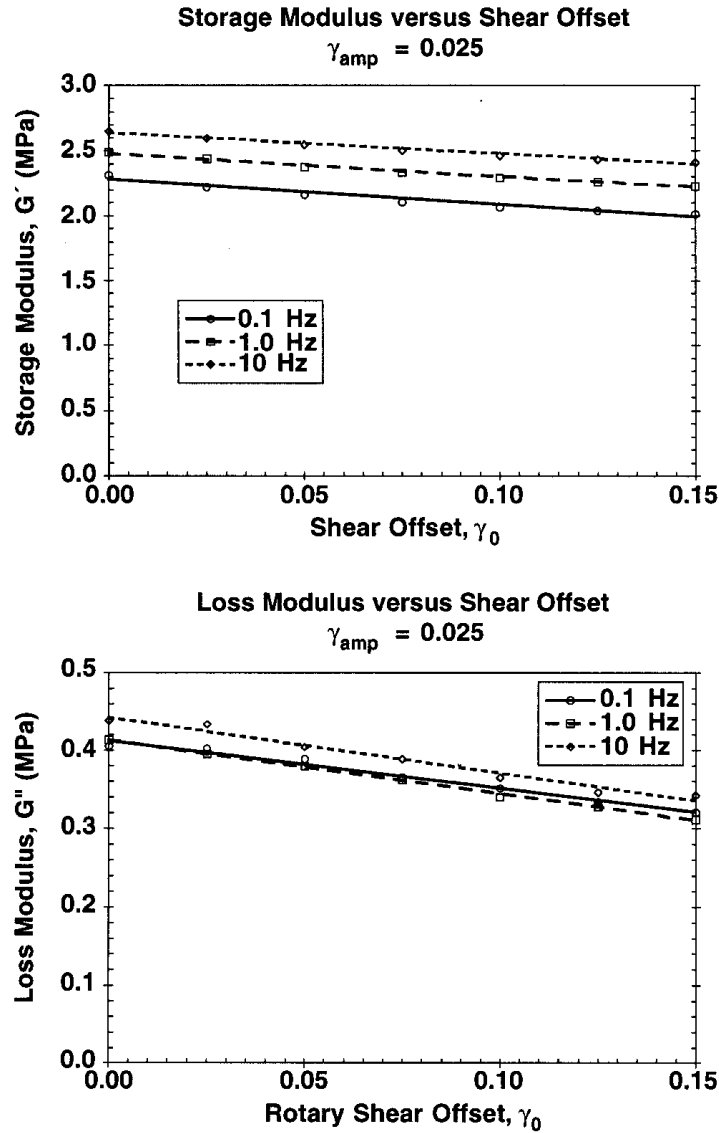 Storage Modulus versus Shear Offset
γamp = 0.025
3.0
2.5
2.0
1.5
1.0
0.5
0.0
Storage Modulus, G´ (MPa)
0.1 Hz
1.0 Hz
10 Hz
0.00 0.05 0.10 0.15
Shear Offset, γ0
Loss Modulus versus Shear Offset
γamp = 0.025
0.5
0.4
0.3
0.2
0.1
0.0
Loss Modulus, G" (MPa)
0.1 Hz
1.0 Hz
10 Hz
0.00 0.05 0.10 0.15
Rotary Shear Offset, γ0